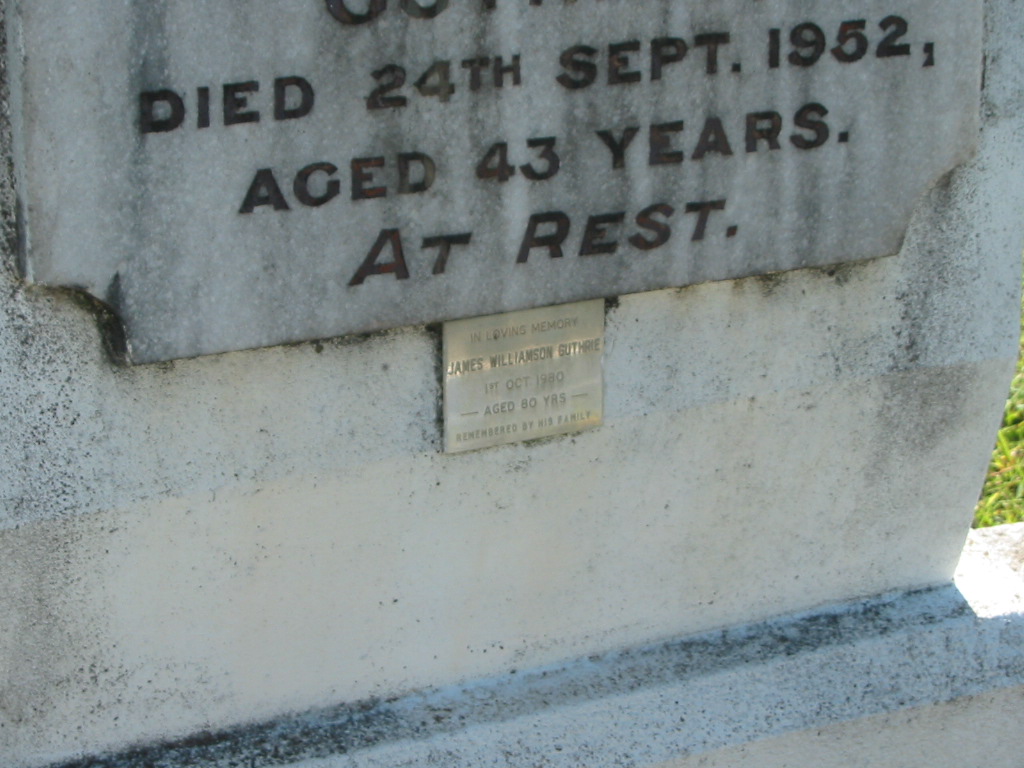 DIED 24TH SEPT. 1952,
AGED 43 YEARS.
AT REST.
IN LOVING MEMORY
JAMES WILLIAMSON GUTHRIE
1ST OCT 1980
— AGED 80 YRS —
REMEMBERED BY HIS FAMILY